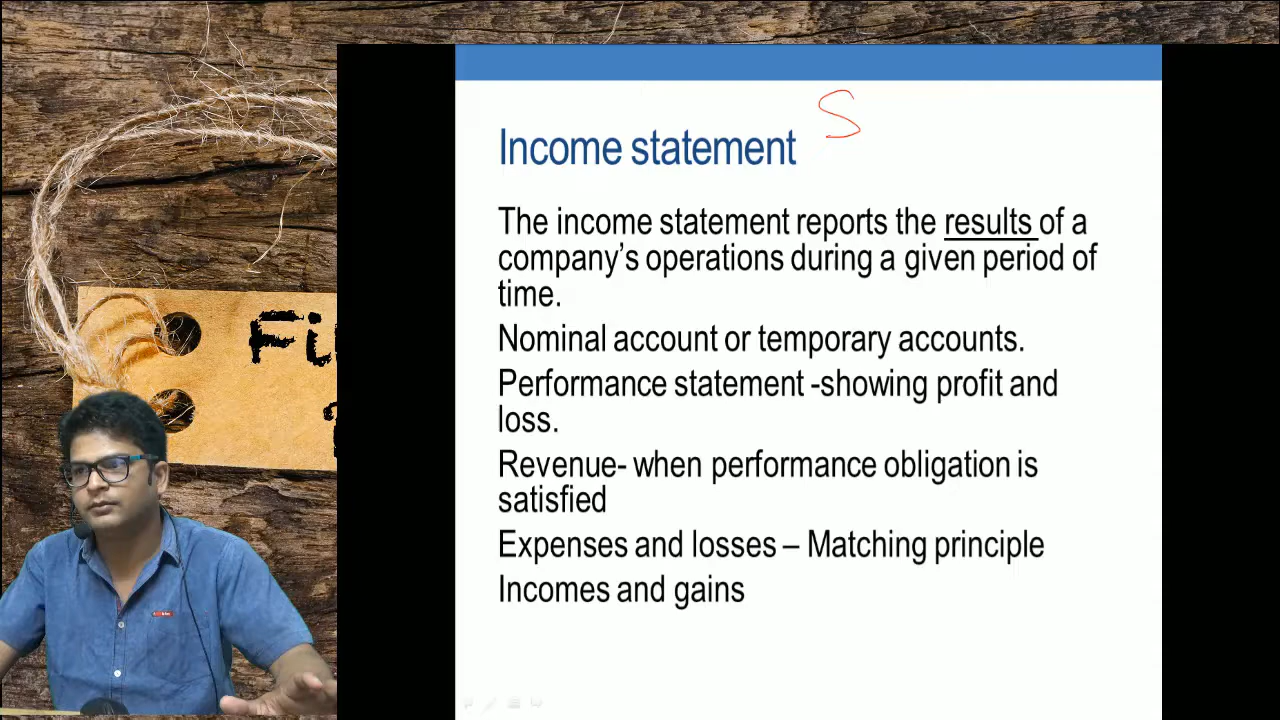 S
Income statement
The income statement reports the results of a
company's operations during a given period of
time.
Nominal account or temporary accounts.
Performance statement -showing profit and
loss.
Revenue- when performance obligation is
satisfied
Expenses and losses – Matching principle
Incomes and gains
Fi